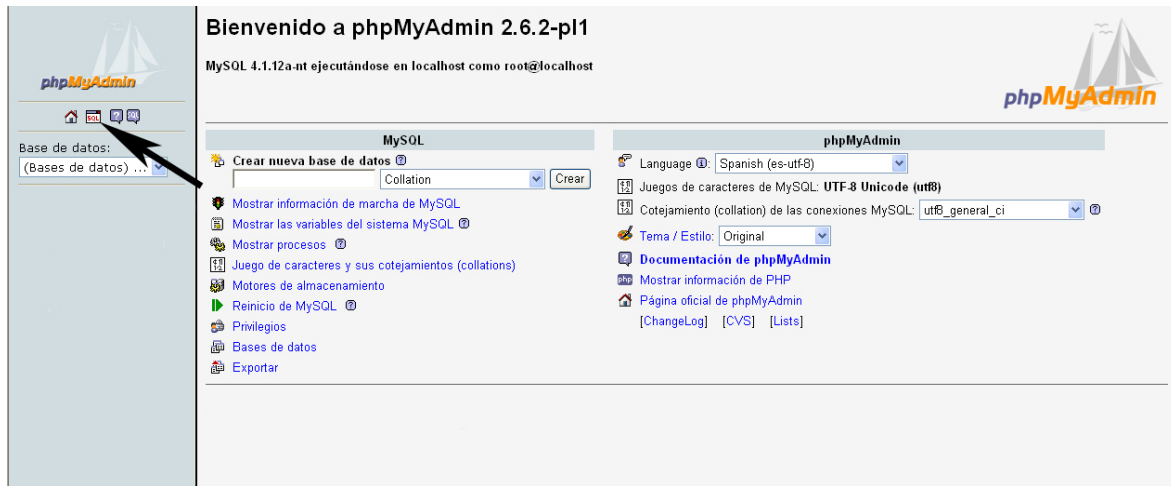 phpMyAdmin
SQL
Base de datos:
(Bases de datos) ...
Bienvenido a phpMyAdmin 2.6.2-pl1
MySQL 4.1.12a-nt ejecutándose en localhost como root@localhost
phpMyAdmin
MySQL
Crear nueva base de datos
Collation
Crear
Mostrar información de marcha de MySQL
Mostrar las variables del sistema MySQL
Mostrar procesos
Juego de caracteres y sus cotejamientos (collations)
Motores de almacenamiento
Reinicio de MySQL
Privilegios
Bases de datos
Exportar
phpMyAdmin
Language : Spanish (es-utf-8)
Juegos de caracteres de MySQL: UTF-8 Unicode (utf8)
Cotejamiento (collation) de las conexiones MySQL: utf8_general_ci
Tema / Estilo: Original
Documentación de phpMyAdmin
php Mostrar información de PHP
Página oficial de phpMyAdmin
[ChangeLog] [CVS] [Lists]